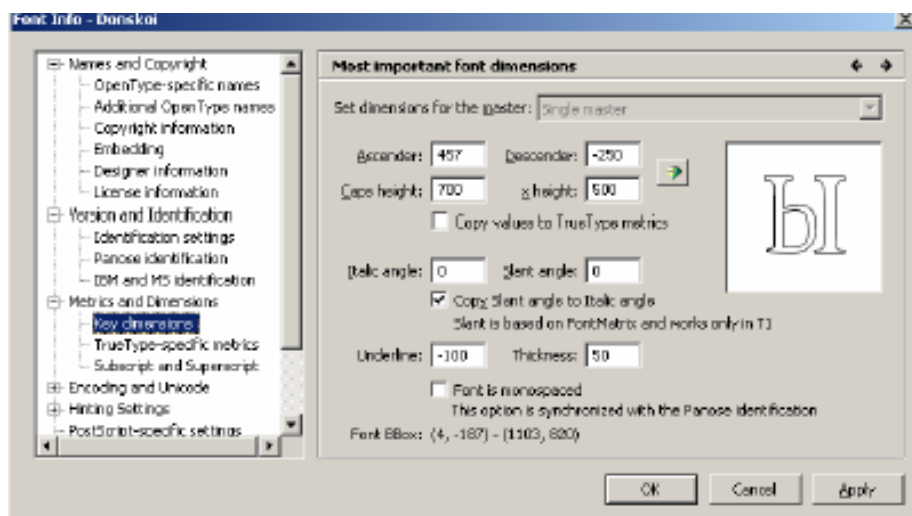 Font Info - Donskoi
Names and Copyright
OpenType-specific names
Additional OpenType names
Copyright information
Embedding
Designer information
License information
Version and Identification
Identification settings
Panose identification
IBM and MS identification
Metrics and Dimensions
Key dimensions
TrueType-specific metrics
Subscript and Superscript
Encoding and Unicode
Hinting Settings
PostScript-specific settings
Most important font dimensions
Set dimensions for the master: Single master
Ascender: 457 Descender: -250
Caps height: 700 x height: 500
Copy values to TrueType metrics
Italic angle: 0 Slant angle: 0
Copy Slant angle to Italic angle
Slant is based on FontMatrix and works only in T1
Underline: -100 Thickness: 50
Font is monospaced
This option is synchronized with the Panose identification
Font BBox: (4, -187) - (1103, 820)
Ы
OK Cancel Apply